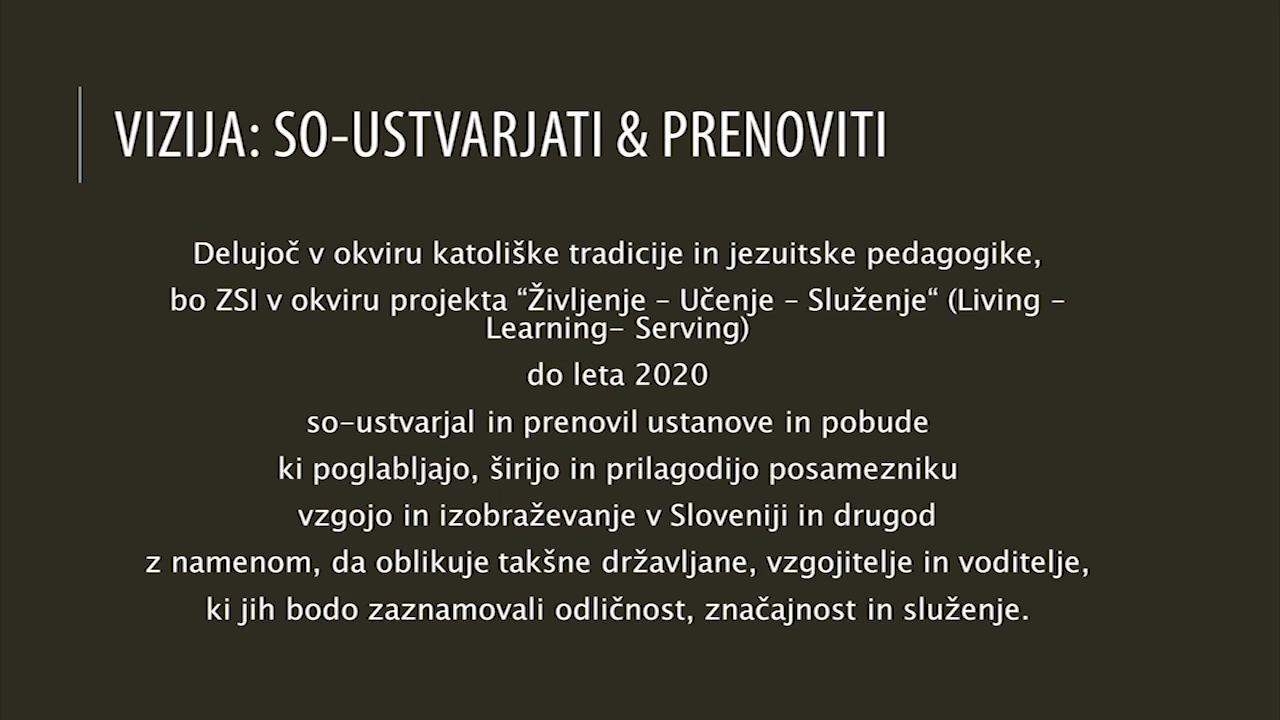 VIZIJA: SO-USTVARJATI & PRENOVITI
Delujoč v okviru katoliške tradicije in jezuitske pedagogike,
bo ZSI v okviru projekta “Življenje – Učenje – Služenje“ (Living –
Learning– Serving)
do leta 2020
so-ustvarjal in prenovil ustanove in pobude
ki poglabljajo, širijo in prilagodijo posamezniku
vzgojo in izobraževanje v Sloveniji in drugod
z namenom, da oblikuje takšne državljane, vzgojitelje in voditelje,
ki jih bodo zaznamovali odličnost, značajnost in služenje.